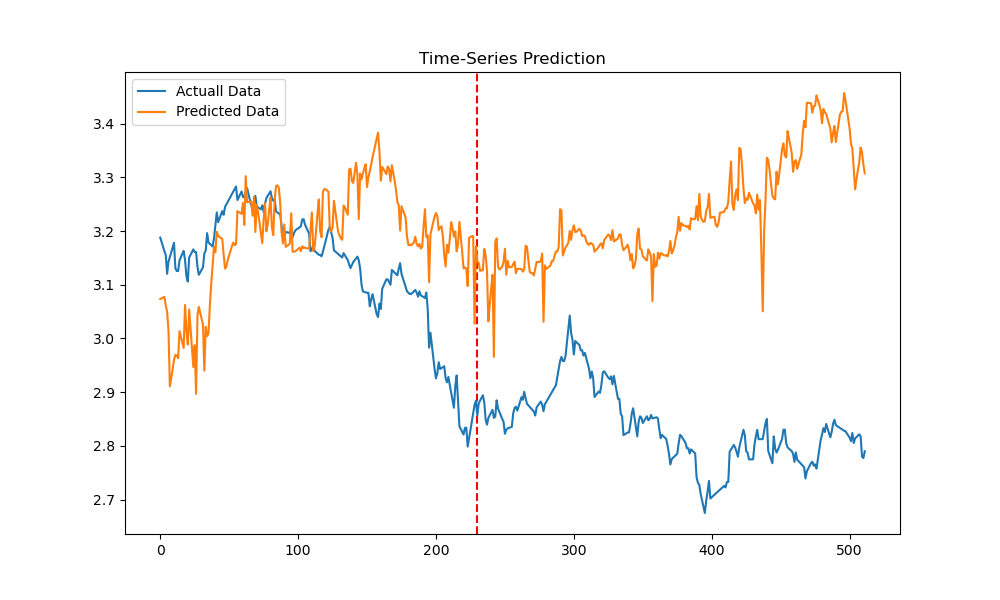 Time-Series Prediction
Actuall Data
Predicted Data
3.4
3.3
3.2
3.1
3.0
2.9
2.8
2.7
0 100 200 300 400 500